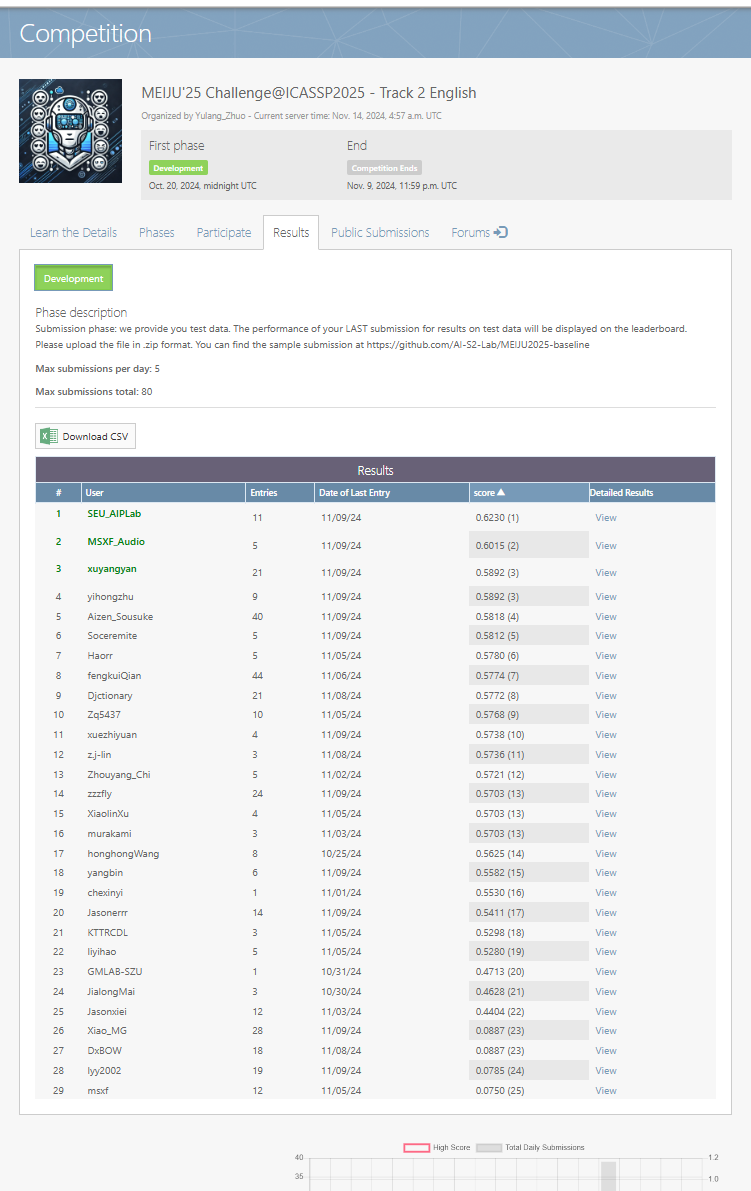 Competition
MEIJU'25 Challenge@ICASSP2025 - Track 2 English
Organized by Yulang_Zhuo - Current server time: Nov. 14, 2024, 4:57 a.m. UTC
First phase End
Development Competition Ends
Oct. 20, 2024, midnight UTC Nov. 9, 2024, 11:59 p.m. UTC
Learn the Details Phases Participate Results Public Submissions Forums
Development
Phase description
Submission phase: we provide you test data. The performance of your LAST submission for results on test data will be displayed on the leaderboard.
Please upload the file in .zip format. You can find the sample submission at https://github.com/AI-S2-Lab/MEIJU2025-baseline
Max submissions per day: 5
Max submissions total: 80
Download CSV
Results
# User Entries Date of Last Entry score ▲ Detailed Results
1 SEU_AIPLab 11 11/09/24 0.6230 (1) View
2 MSXF_Audio 5 11/09/24 0.6015 (2) View
3 xuyangyan 21 11/09/24 0.5892 (3) View
4 yihongzhu 9 11/09/24 0.5892 (3) View
5 Aizen_Sousuke 40 11/09/24 0.5818 (4) View
6 Soceremite 5 11/09/24 0.5812 (5) View
7 Haorr 5 11/05/24 0.5780 (6) View
8 fengkuiQian 44 11/06/24 0.5774 (7) View
9 Djctionary 21 11/08/24 0.5772 (8) View
10 Zq5437 10 11/05/24 0.5768 (9) View
11 xuezhiyuan 4 11/09/24 0.5738 (10) View
12 z.j-lin 3 11/08/24 0.5736 (11) View
13 Zhouyang_Chi 5 11/02/24 0.5721 (12) View
14 zzzfly 24 11/09/24 0.5703 (13) View
15 XiaolinXu 4 11/05/24 0.5703 (13) View
16 murakami 3 11/03/24 0.5703 (13) View
17 honghongWang 8 10/25/24 0.5625 (14) View
18 yangbin 6 11/09/24 0.5582 (15) View
19 chexinyi 1 11/01/24 0.5530 (16) View
20 Jasonerrr 14 11/09/24 0.5411 (17) View
21 KTTRCDL 3 11/05/24 0.5298 (18) View
22 liyihao 5 11/05/24 0.5280 (19) View
23 GMLAB-SZU 1 10/31/24 0.4713 (20) View
24 JialongMai 3 10/30/24 0.4628 (21) View
25 Jasonxiei 12 11/03/24 0.4404 (22) View
26 Xiao_MG 28 11/09/24 0.0887 (23) View
27 DxBOW 18 11/08/24 0.0887 (23) View
28 lyy2002 19 11/09/24 0.0785 (24) View
29 msxf 12 11/05/24 0.0750 (25) View
High Score Total Daily Submissions
40 1.2
35 1.0